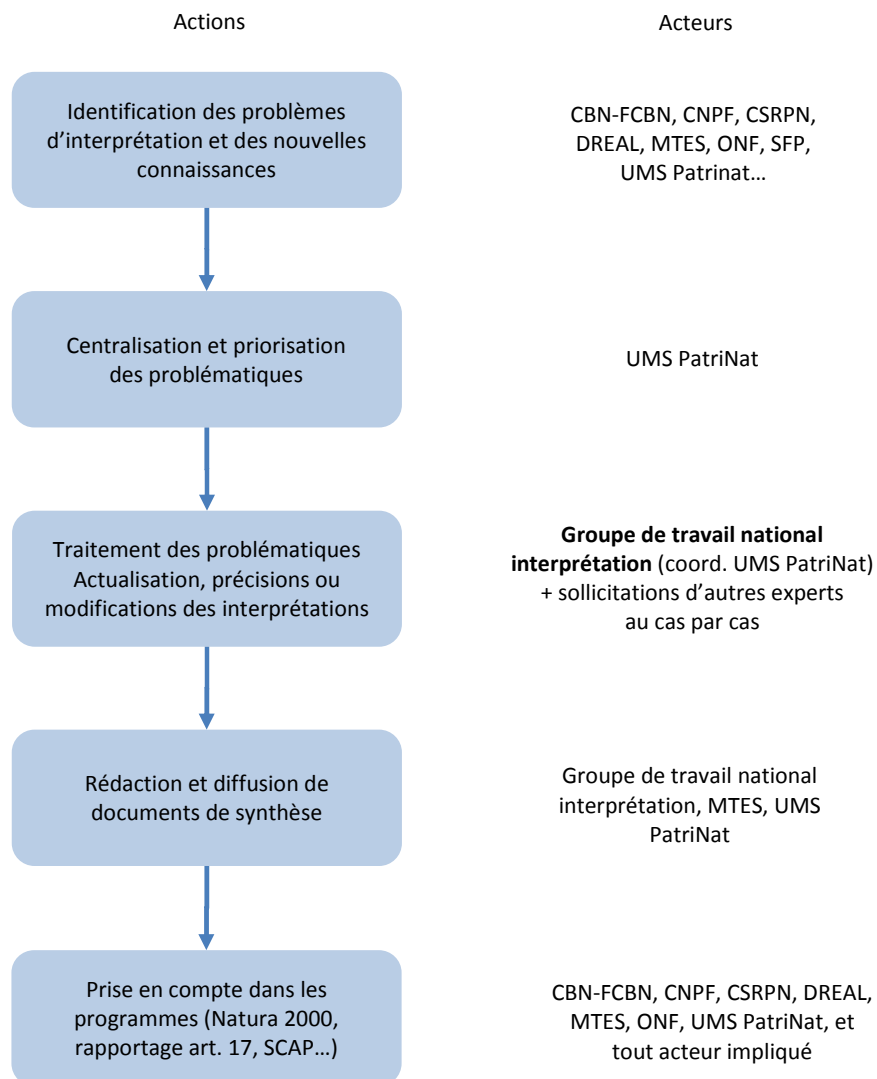 Actions
Acteurs
Identification des problèmes
d’interprétation et des nouvelles
connaissances
CBN-FCBN, CNPF, CSRPN,
DREAL, MTES, ONF, SFP,
UMS Patrinat…
Centralisation et priorisation
des problématiques
UMS PatriNat
Traitement des problématiques
Actualisation, précisions ou
modifications des interprétations
Groupe de travail national
interprétation (coord. UMS PatriNat)
+ sollicitations d’autres experts
au cas par cas
Rédaction et diffusion de
documents de synthèse
Groupe de travail national
interprétation, MTES, UMS
PatriNat
Prise en compte dans les
programmes (Natura 2000,
rapportage art. 17, SCAP…)
CBN-FCBN, CNPF, CSRPN, DREAL,
MTES, ONF, UMS PatriNat, et
tout acteur impliqué